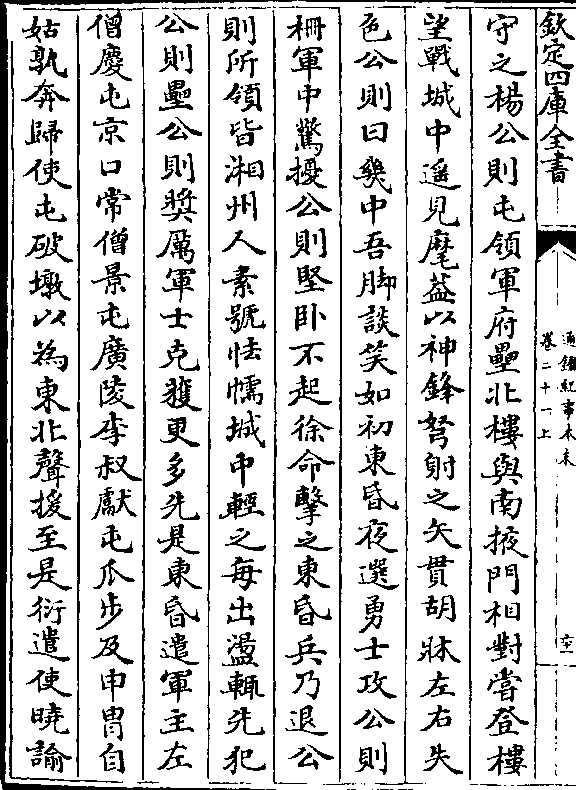 欽定四庫全書
通鑑紀事本末
卷二十一上
六十一
守之楊公則屯領軍府壘北樓與南掖門相對嘗登樓
望戰城中遥見麾葢以神鋒弩射之矢貫胡牀左右失
色公則曰幾中吾脚談笑如初東昏夜選勇士攻公則
柵軍中驚擾公則堅卧不起徐命擊之東昏兵乃退公
則所領皆湘州人素號怯懦城中輕之每出盪輒先犯
公則壘公則奬厲軍士克獲更多先是東昏遣軍主左
僧慶屯京口常僧景屯廣陵李叔獻屯瓜步及申胄自
姑孰奔歸使屯破墩以為東北聲援至是衍遣使曉諭